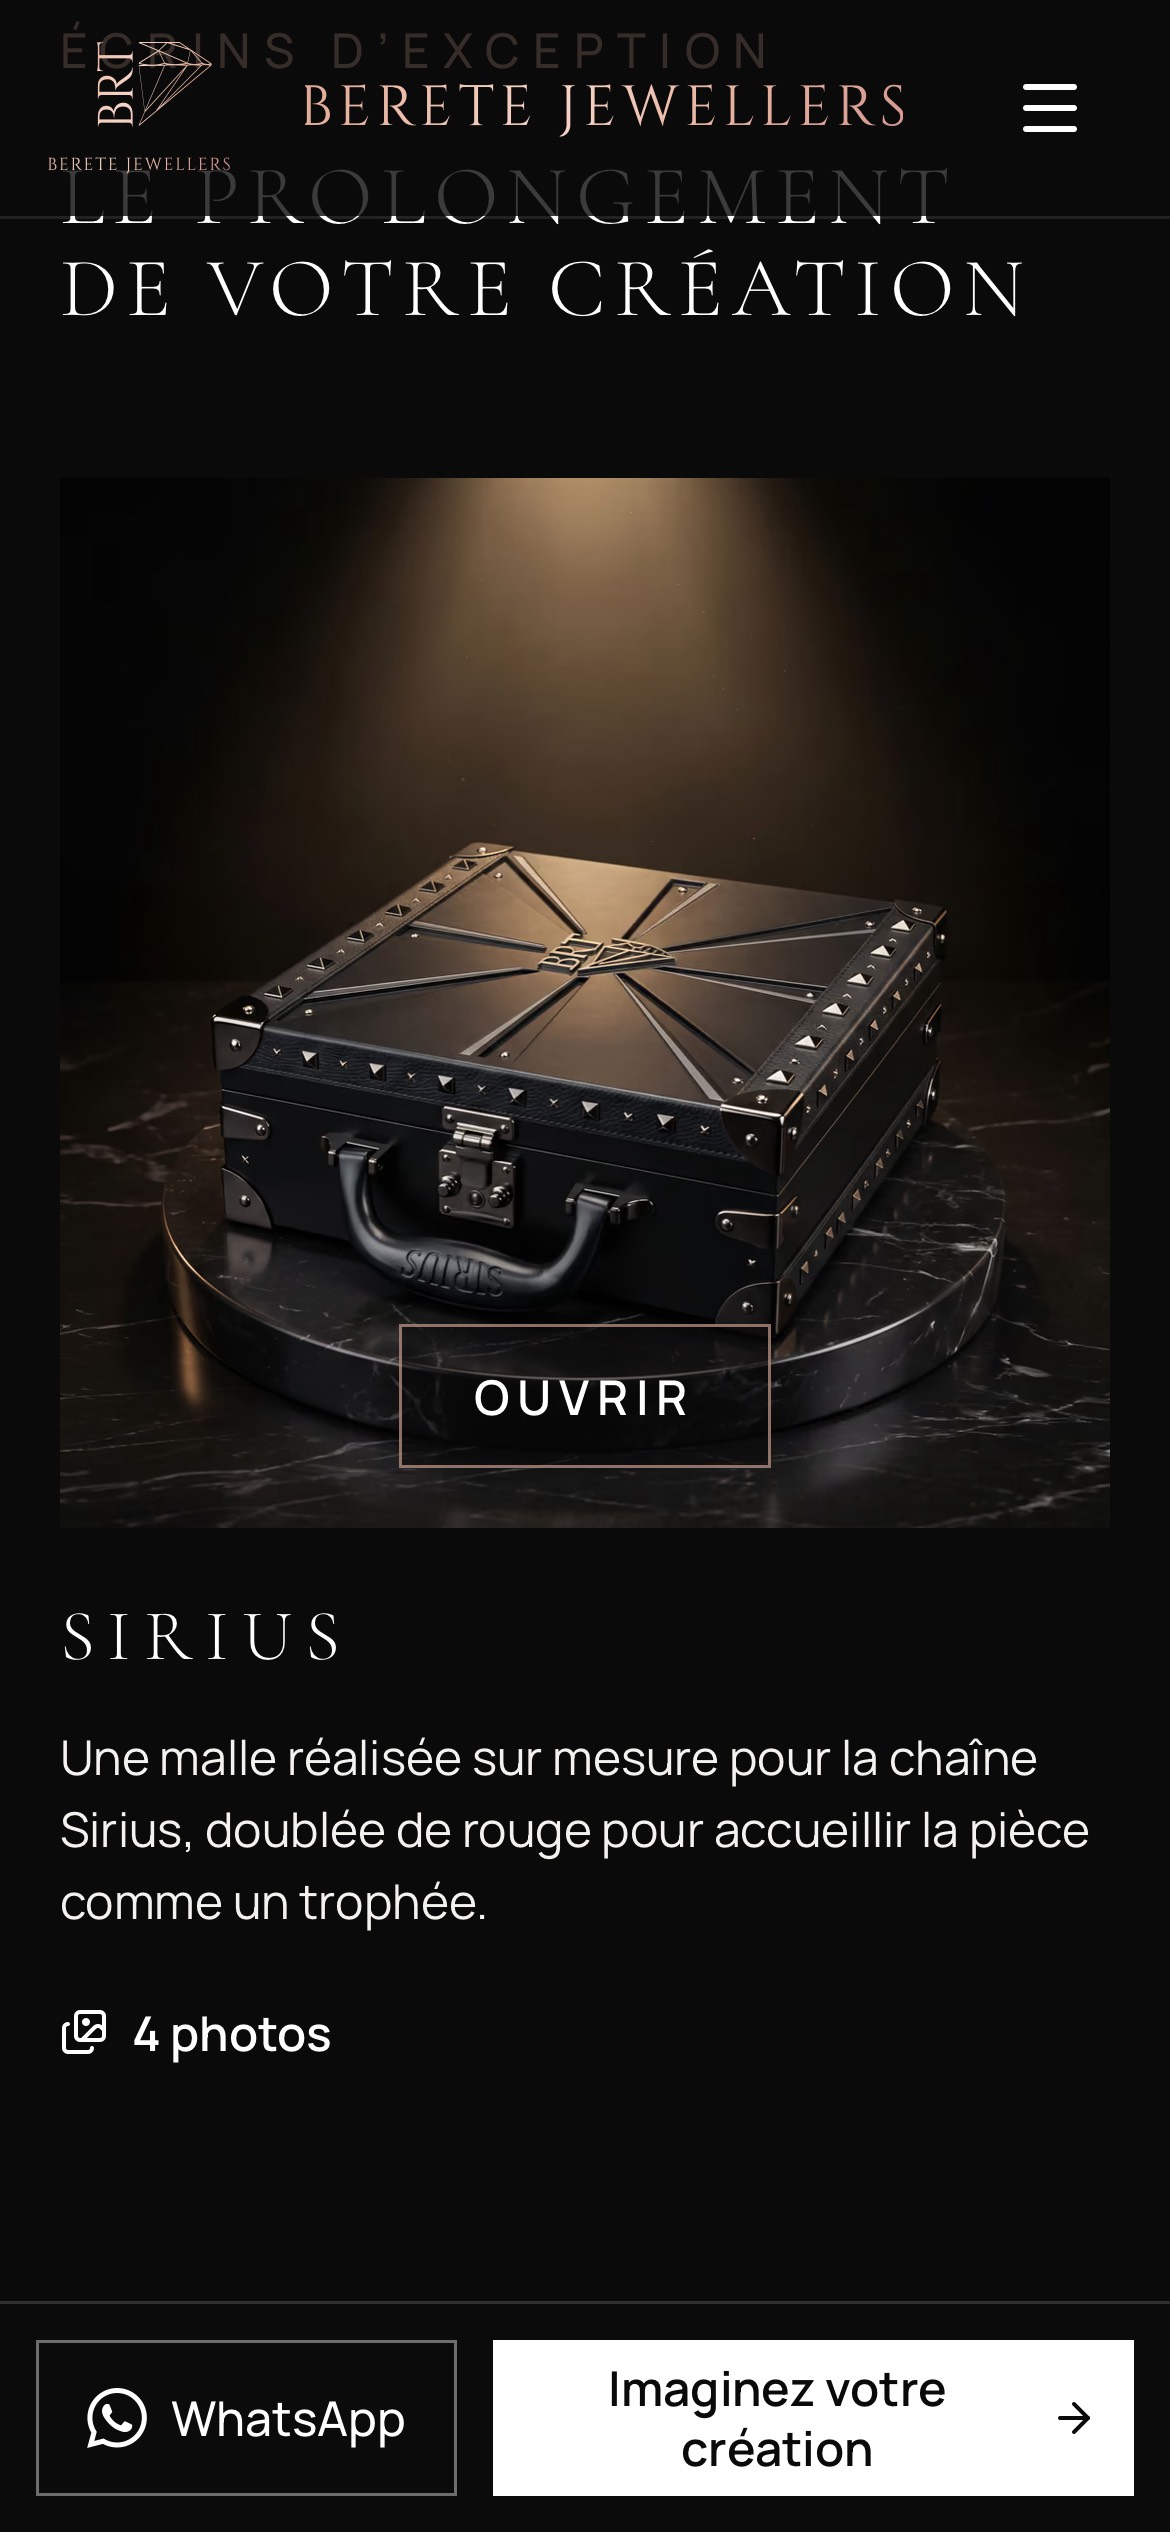 ÉCRINS D’EXCEPTION
BRT
BERETE JEWELLERS
BERETE JEWELLERS
LE PROLONGEMENT
DE VOTRE CRÉATION
BRT
SIRIUS
OUVRIR
SIRIUS
Une malle réalisée sur mesure pour la chaîne
Sirius, doublée de rouge pour accueillir la pièce
comme un trophée.
4 photos
WhatsApp
Imaginez votre
création